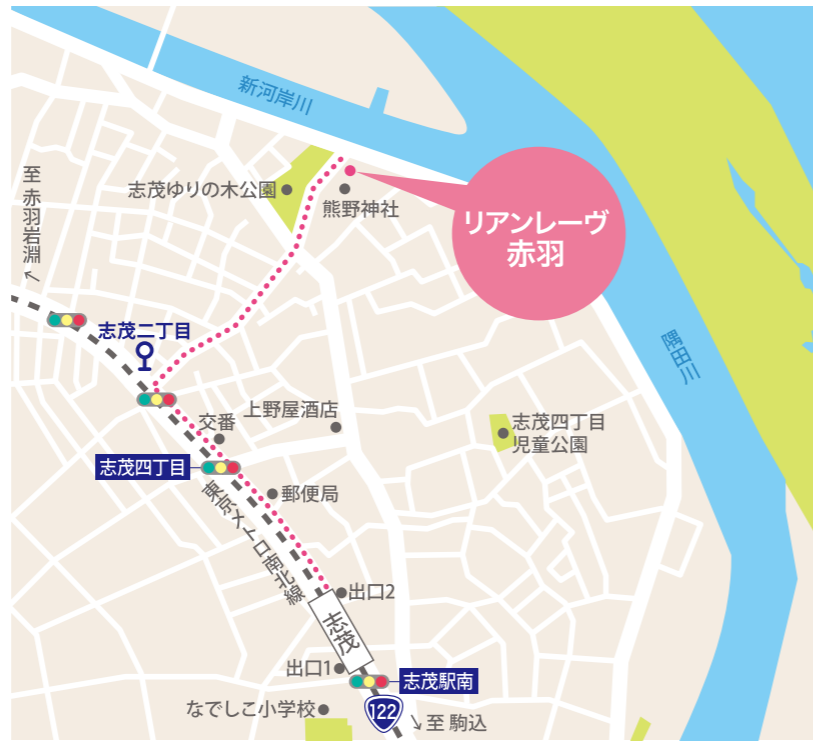 新河岸川
至 赤羽岩淵
志茂ゆりの木公園
熊野神社
リアンレーヴ
赤羽
隅田川
志茂二丁目
交番
上野屋酒店
志茂四丁目
児童公園
志茂四丁目
郵便局
東京メトロ南北線
出口2
志茂
出口1
志茂駅南
なでしこ小学校
122
至 駒込